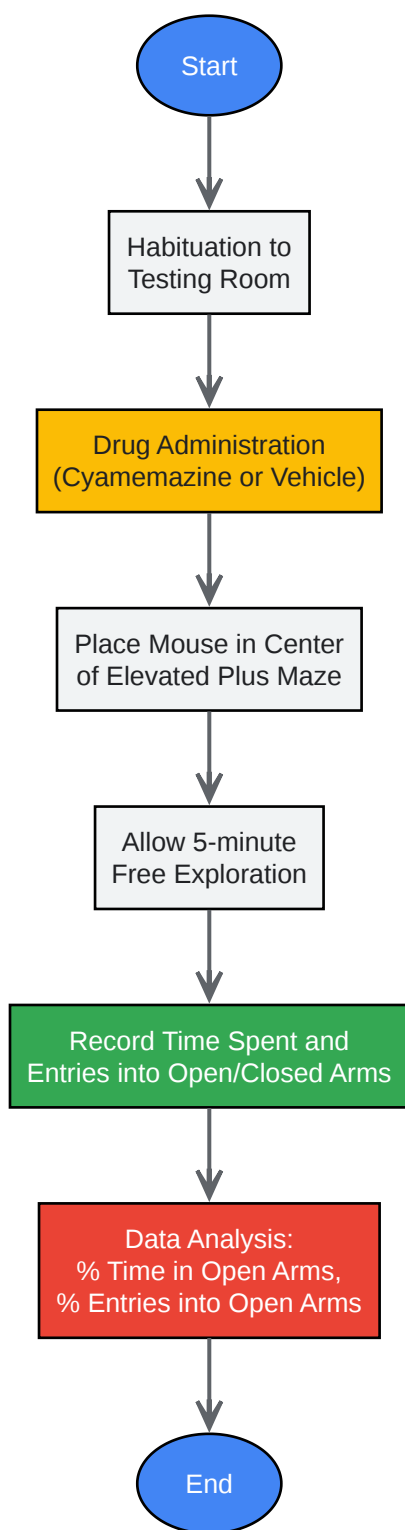 Start
Habituation to
Testing Room
Drug Administration
(Cyamemazine or Vehicle)
Place Mouse in Center
of Elevated Plus Maze
Allow 5-minute
Free Exploration
Record Time Spent and
Entries into Open/Closed Arms
Data Analysis:
% Time in Open Arms,
% Entries into Open Arms
End